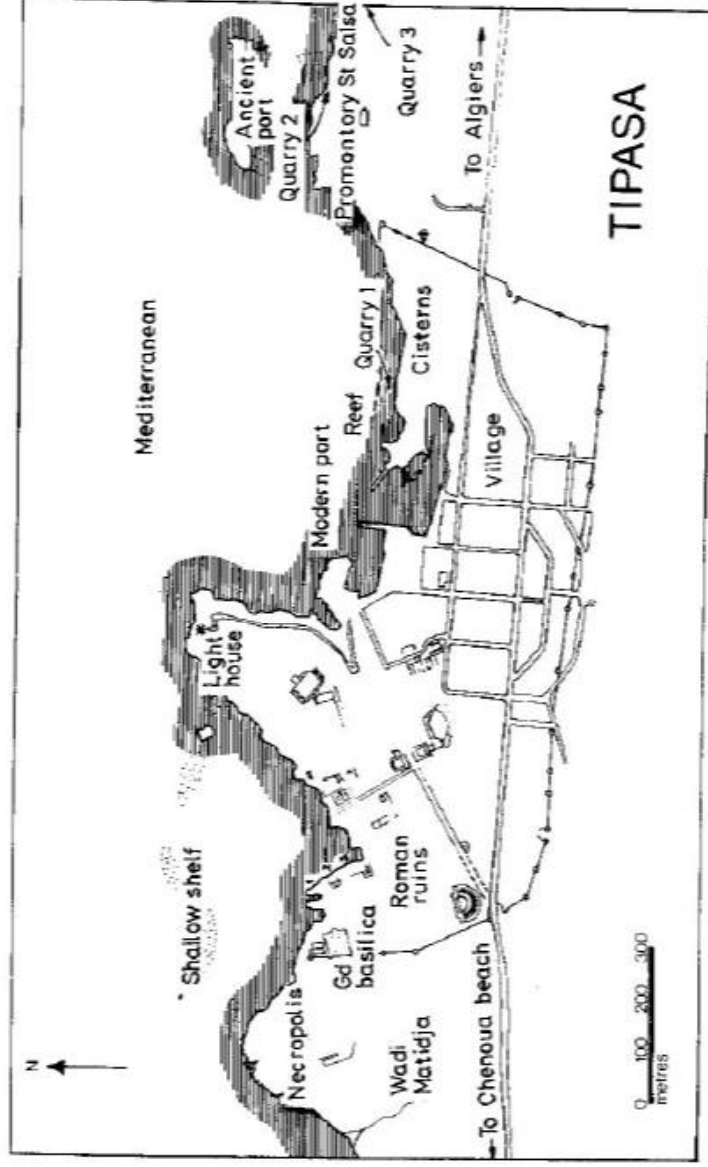 N
Mediterranean
Shallow shelf
Ancient
port
Quarry 2
Promontory St Salsa
Quarry 3
Light
house
Modern port
Reef
Quarry 1
Cisterns
To Algiers
Necropolis
Gd
basilica
Roman
ruins
Wadi
Matidja
Village
To Chenoua beach
TIPASA
0 100 200 300
metres